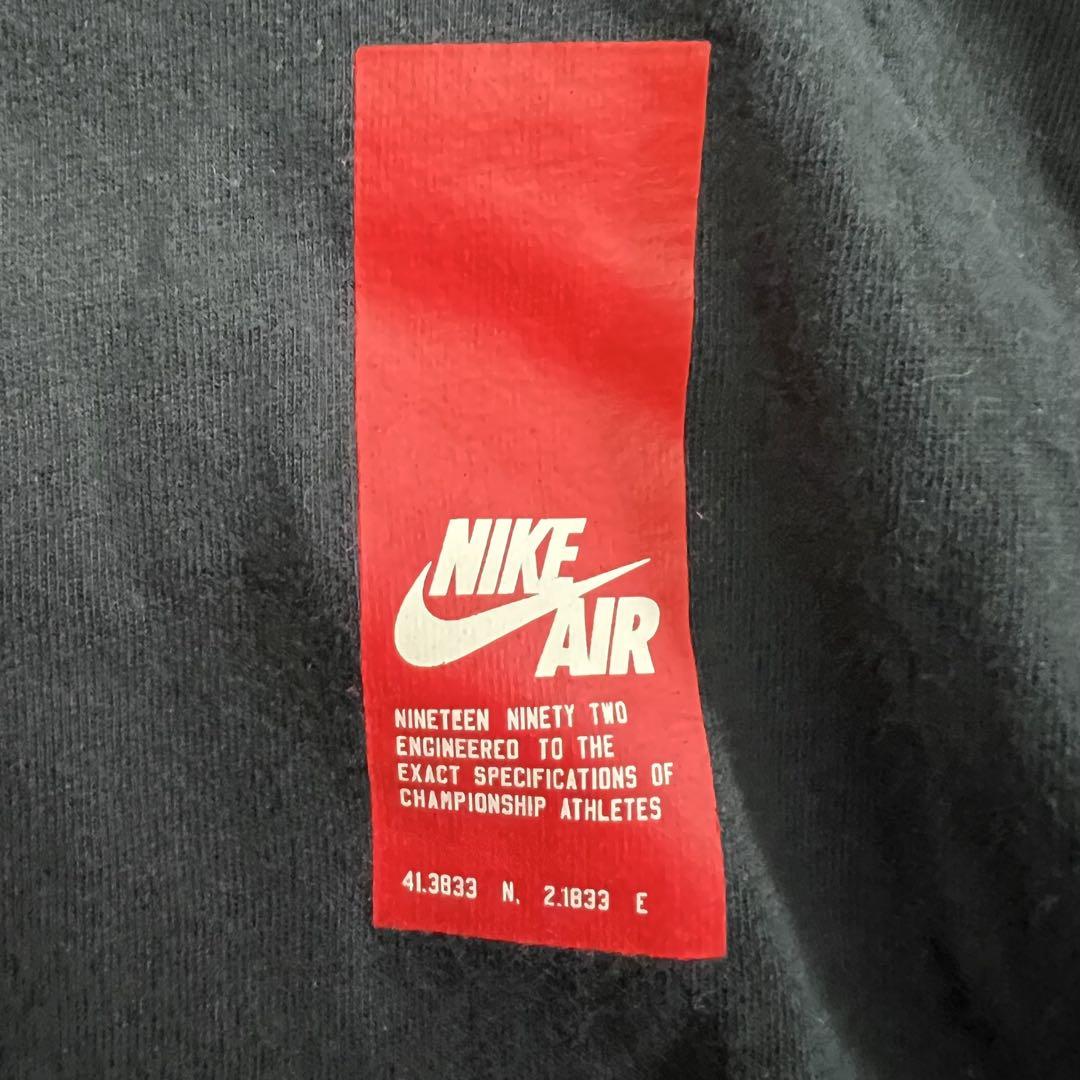 NIKE
AIR
NINETEEN NINETY TWO
ENGINEERED TO THE
EXACT SPECIFICATIONS OF
CHAMPIONSHIP ATHLETES
41.3833 N, 2.1833 E